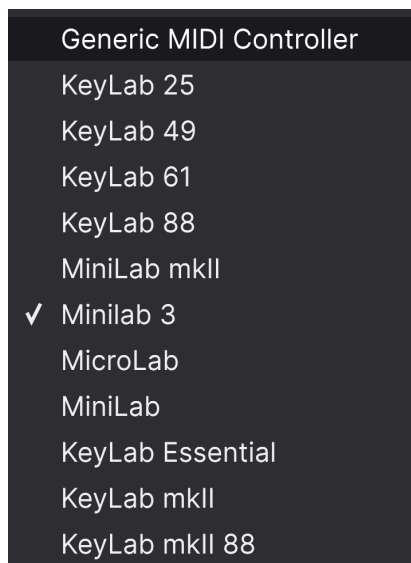 Generic MIDI Controller
KeyLab 25
KeyLab 49
KeyLab 61
KeyLab 88
MiniLab mkII
✓ Minilab 3
MicroLab
MiniLab
KeyLab Essential
KeyLab mkII
KeyLab mkII 88